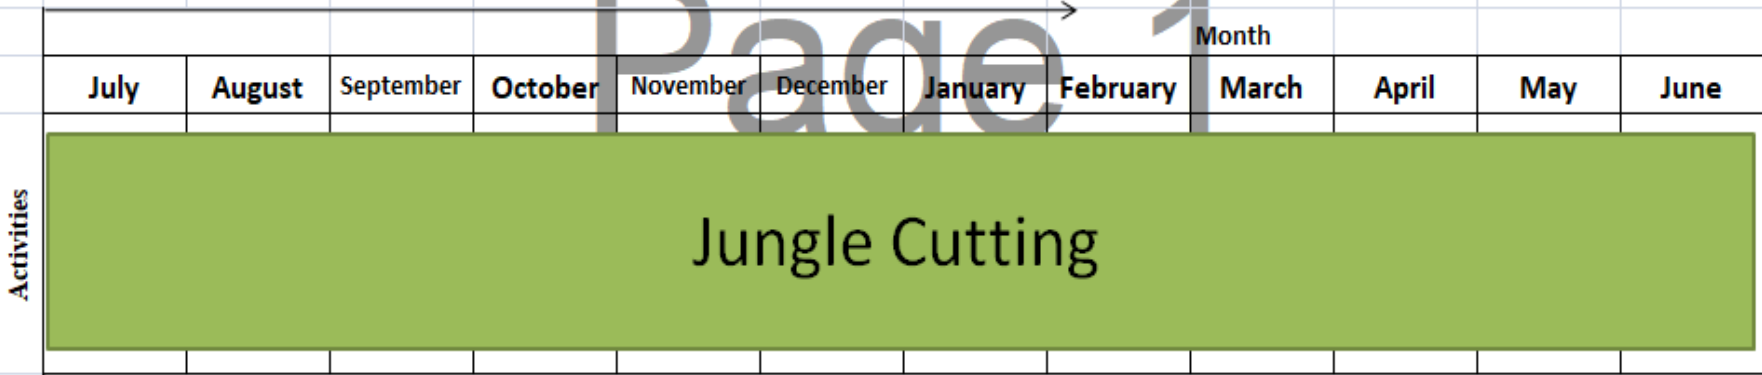 Page 1
Month
July August September October November December January February March April May June
Activities
Jungle Cutting